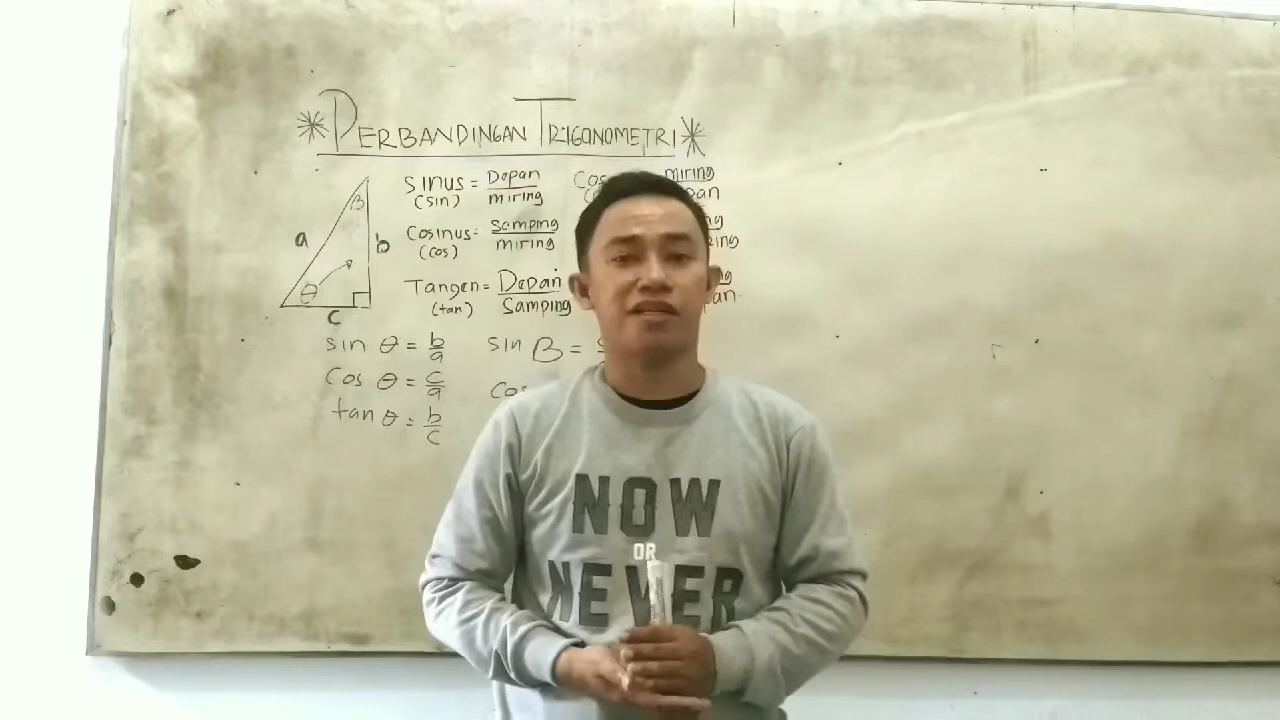 *PERBANDINGAN TRIGONOMETRI*
β
a
b
θ
c
sinus = Depan / miring
(sin)
Cosinus = Samping / miring
(cos)
Tangen = Depan / Samping
(tan)
miring
sin θ = b/a
cos θ = c/a
tan θ = b/c
sin β =
NOW
OR
NEVER